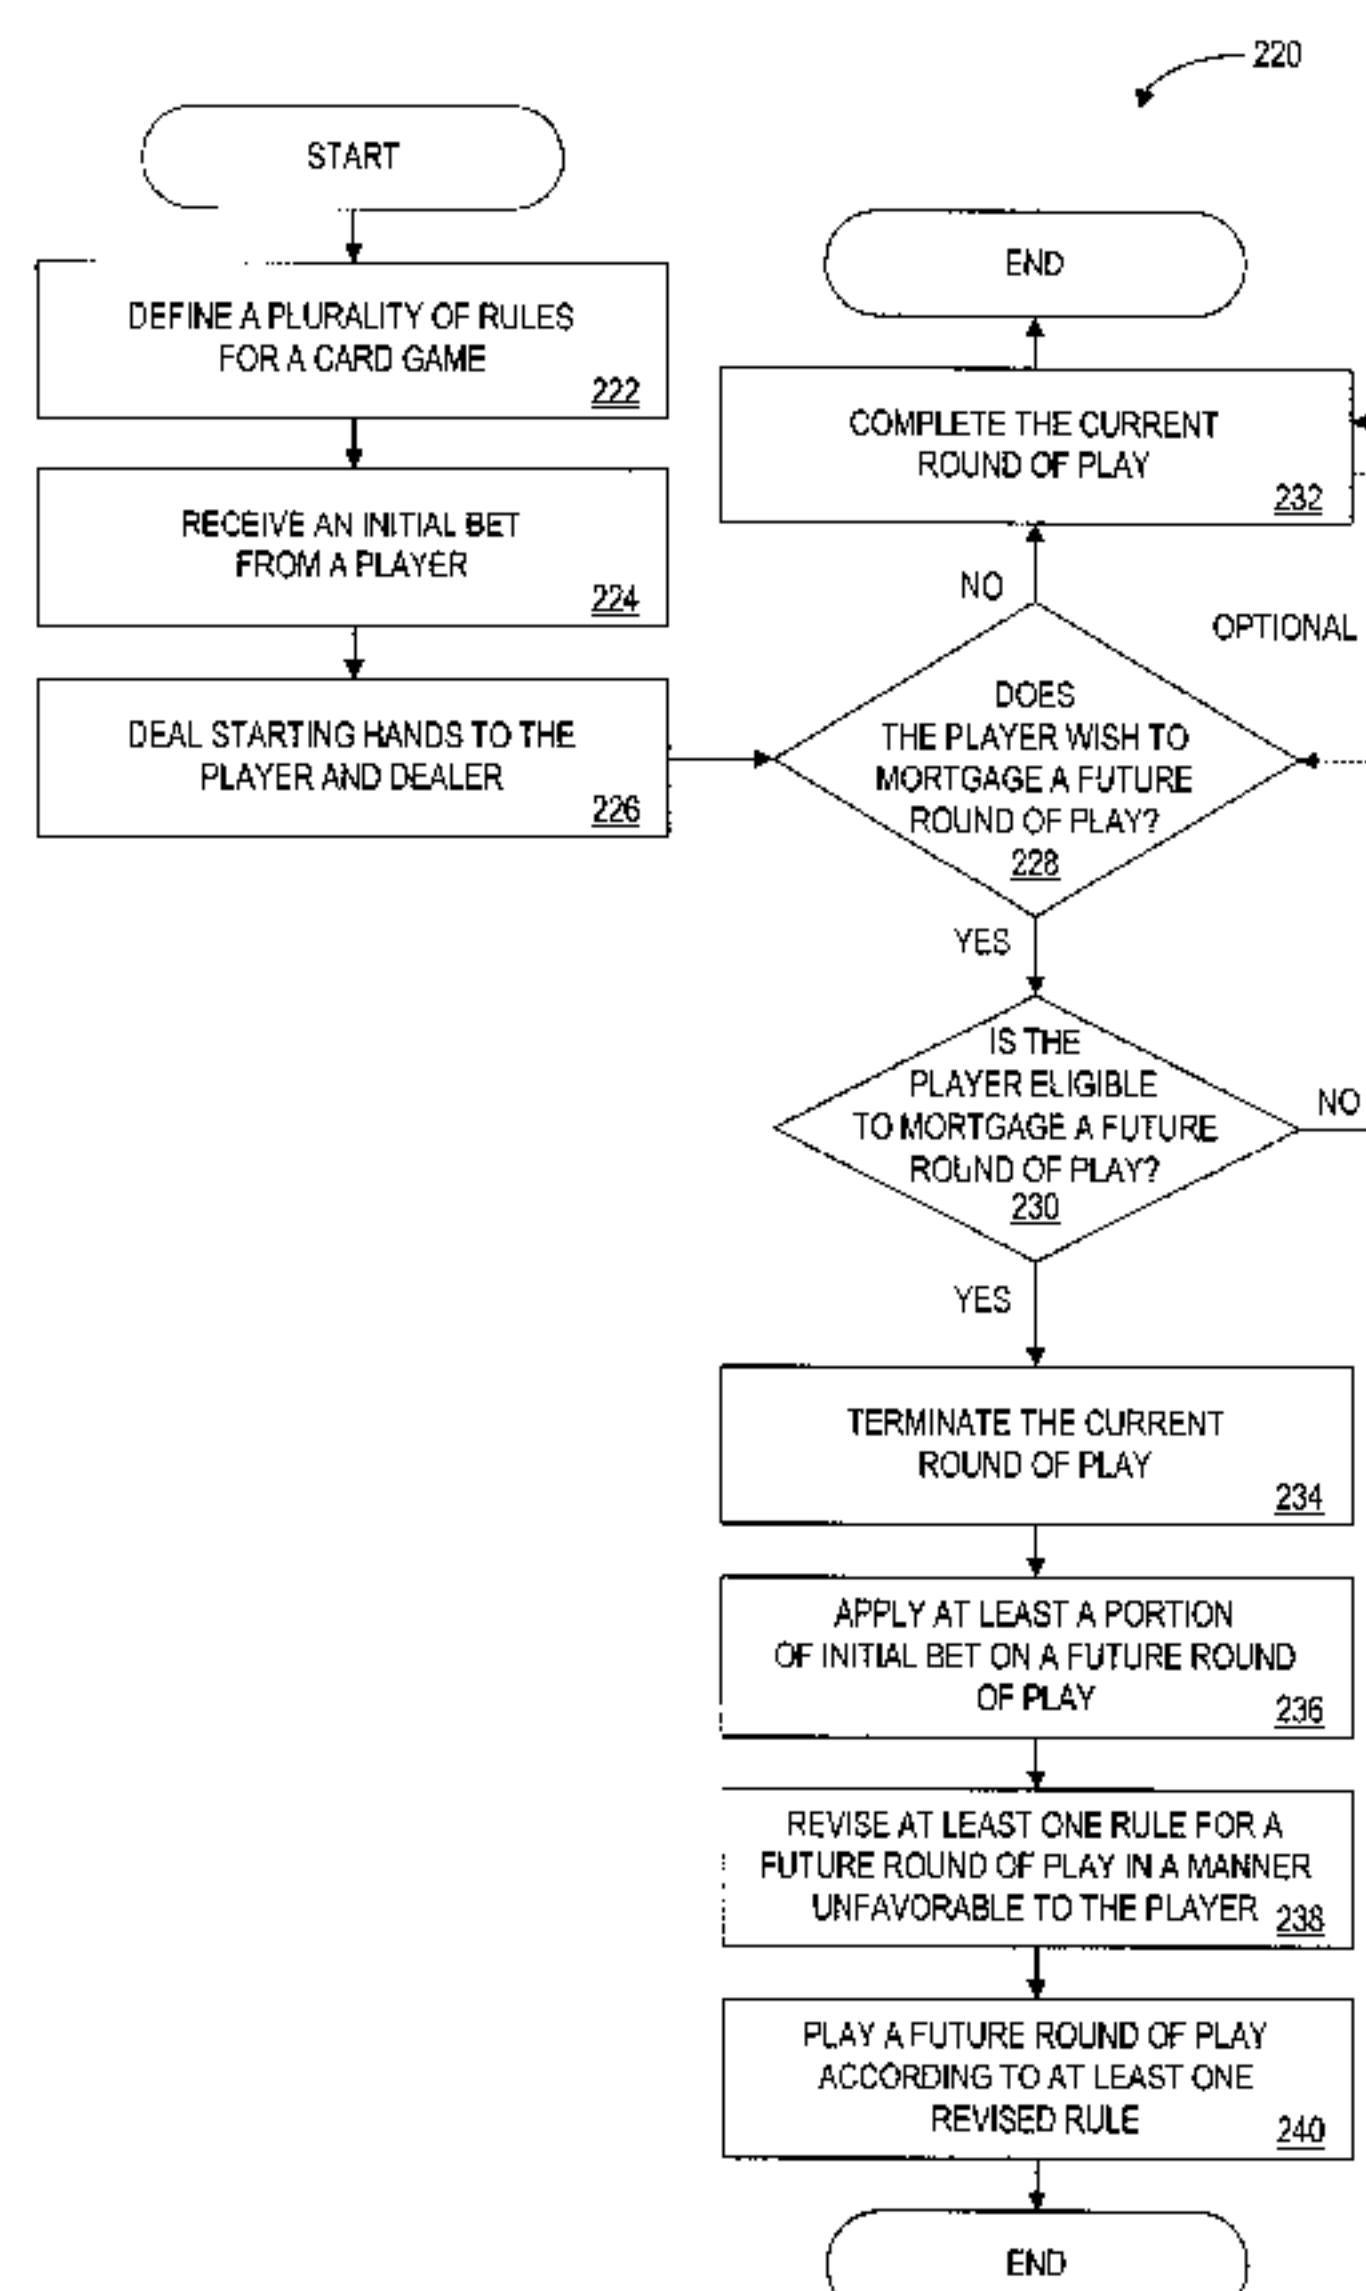 220
START
DEFINE A PLURALITY OF RULES
FOR A CARD GAME
222
RECEIVE AN INITIAL BET
FROM A PLAYER
224
DEAL STARTING HANDS TO THE
PLAYER AND DEALER
226
END
COMPLETE THE CURRENT
ROUND OF PLAY
232
NO
OPTIONAL
DOES
THE PLAYER WISH TO
MORTGAGE A FUTURE
ROUND OF PLAY?
228
YES
IS THE
PLAYER ELIGIBLE
TO MORTGAGE A FUTURE
ROUND OF PLAY?
230
NO
YES
TERMINATE THE CURRENT
ROUND OF PLAY
234
APPLY AT LEAST A PORTION
OF INITIAL BET ON A FUTURE ROUND
OF PLAY
236
REVISE AT LEAST ONE RULE FOR A
FUTURE ROUND OF PLAY IN A MANNER
UNFAVORABLE TO THE PLAYER
238
PLAY A FUTURE ROUND OF PLAY
ACCORDING TO AT LEAST ONE
REVISED RULE
240
END